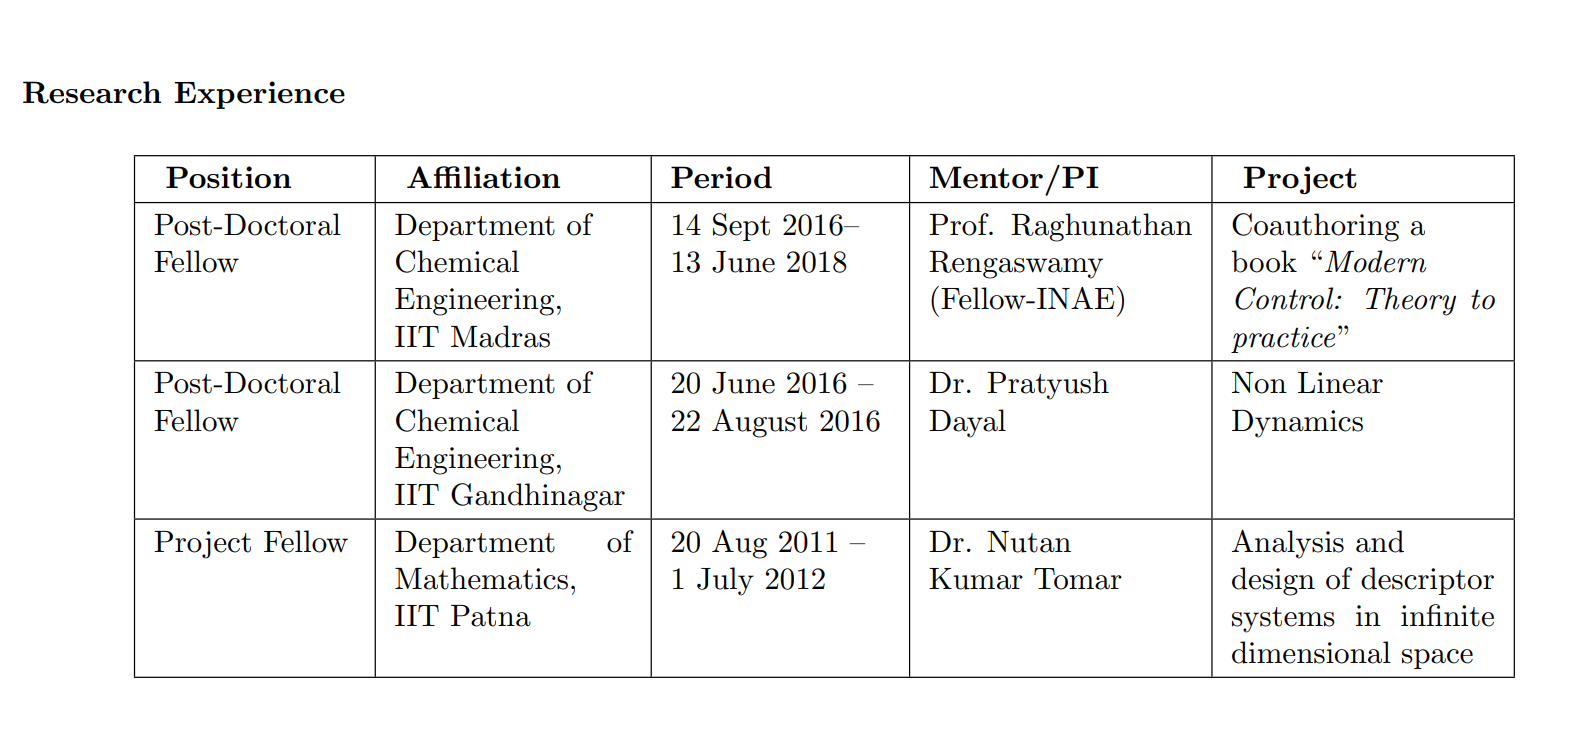 Research Experience
Position Affiliation Period Mentor/PI Project
Post-Doctoral Department of 14 Sept 2016– Prof. Raghunathan Coauthoring a
Fellow Chemical 13 June 2018 Rengaswamy book “Modern
Engineering, (Fellow-INAE) Control: Theory to
IIT Madras practice”
Post-Doctoral Department of 20 June 2016 – Dr. Pratyush Non Linear
Fellow Chemical 22 August 2016 Dayal Dynamics
Engineering,
IIT Gandhinagar
Project Fellow Department of 20 Aug 2011 – Dr. Nutan Analysis and
Mathematics, 1 July 2012 Kumar Tomar design of descriptor
IIT Patna systems in infinite
dimensional space